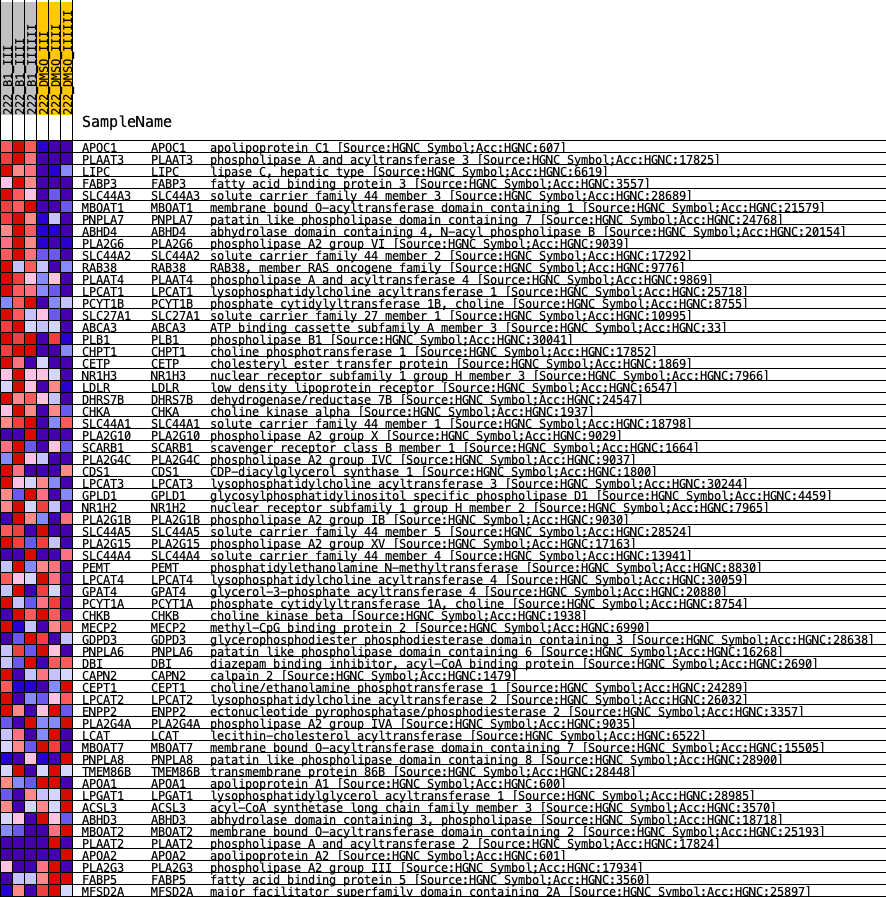 222_B1_III
222_B1_IIII
222_B1_IIIIII
222_DMSO_III
222_DMSO_IIII
222_DMSO_IIIIII
SampleName
APOC1 APOC1 apolipoprotein C1 [Source:HGNC Symbol;Acc:HGNC:607]
PLAAT3 PLAAT3 phospholipase A and acyltransferase 3 [Source:HGNC Symbol;Acc:HGNC:17825]
LIPC LIPC lipase C, hepatic type [Source:HGNC Symbol;Acc:HGNC:6619]
FABP3 FABP3 fatty acid binding protein 3 [Source:HGNC Symbol;Acc:HGNC:3557]
SLC44A3 SLC44A3 solute carrier family 44 member 3 [Source:HGNC Symbol;Acc:HGNC:28689]
MBOAT1 MBOAT1 membrane bound O-acyltransferase domain containing 1 [Source:HGNC Symbol;Acc:HGNC:21579]
PNPLA7 PNPLA7 patatin like phospholipase domain containing 7 [Source:HGNC Symbol;Acc:HGNC:24768]
ABHD4 ABHD4 abhydrolase domain containing 4, N-acyl phospholipase B [Source:HGNC Symbol;Acc:HGNC:20154]
PLA2G6 PLA2G6 phospholipase A2 group VI [Source:HGNC Symbol;Acc:HGNC:9039]
SLC44A2 SLC44A2 solute carrier family 44 member 2 [Source:HGNC Symbol;Acc:HGNC:17292]
RAB38 RAB38 RAB38, member RAS oncogene family [Source:HGNC Symbol;Acc:HGNC:9776]
PLAAT4 PLAAT4 phospholipase A and acyltransferase 4 [Source:HGNC Symbol;Acc:HGNC:9869]
LPCAT1 LPCAT1 lysophosphatidylcholine acyltransferase 1 [Source:HGNC Symbol;Acc:HGNC:25718]
PCYT1B PCYT1B phosphate cytidylyltransferase 1B, choline [Source:HGNC Symbol;Acc:HGNC:8755]
SLC27A1 SLC27A1 solute carrier family 27 member 1 [Source:HGNC Symbol;Acc:HGNC:10995]
ABCA3 ABCA3 ATP binding cassette subfamily A member 3 [Source:HGNC Symbol;Acc:HGNC:33]
PLB1 PLB1 phospholipase B1 [Source:HGNC Symbol;Acc:HGNC:30041]
CHPT1 CHPT1 choline phosphotransferase 1 [Source:HGNC Symbol;Acc:HGNC:17852]
CETP CETP cholesteryl ester transfer protein [Source:HGNC Symbol;Acc:HGNC:1869]
NR1H3 NR1H3 nuclear receptor subfamily 1 group H member 3 [Source:HGNC Symbol;Acc:HGNC:7966]
LDLR LDLR low density lipoprotein receptor [Source:HGNC Symbol;Acc:HGNC:6547]
DHRS7B DHRS7B dehydrogenase/reductase 7B [Source:HGNC Symbol;Acc:HGNC:24547]
CHKA CHKA choline kinase alpha [Source:HGNC Symbol;Acc:HGNC:1937]
SLC44A1 SLC44A1 solute carrier family 44 member 1 [Source:HGNC Symbol;Acc:HGNC:18798]
PLA2G10 PLA2G10 phospholipase A2 group X [Source:HGNC Symbol;Acc:HGNC:9029]
SCARB1 SCARB1 scavenger receptor class B member 1 [Source:HGNC Symbol;Acc:HGNC:1664]
PLA2G4C PLA2G4C phospholipase A2 group IVC [Source:HGNC Symbol;Acc:HGNC:9037]
CDS1 CDS1 CDP-diacylglycerol synthase 1 [Source:HGNC Symbol;Acc:HGNC:1800]
LPCAT3 LPCAT3 lysophosphatidylcholine acyltransferase 3 [Source:HGNC Symbol;Acc:HGNC:30244]
GPLD1 GPLD1 glycosylphosphatidylinositol specific phospholipase D1 [Source:HGNC Symbol;Acc:HGNC:4459]
NR1H2 NR1H2 nuclear receptor subfamily 1 group H member 2 [Source:HGNC Symbol;Acc:HGNC:7965]
PLA2G1B PLA2G1B phospholipase A2 group IB [Source:HGNC Symbol;Acc:HGNC:9030]
SLC44A5 SLC44A5 solute carrier family 44 member 5 [Source:HGNC Symbol;Acc:HGNC:28524]
PLA2G15 PLA2G15 phospholipase A2 group XV [Source:HGNC Symbol;Acc:HGNC:17163]
SLC44A4 SLC44A4 solute carrier family 44 member 4 [Source:HGNC Symbol;Acc:HGNC:13941]
PEMT PEMT phosphatidylethanolamine N-methyltransferase [Source:HGNC Symbol;Acc:HGNC:8830]
LPCAT4 LPCAT4 lysophosphatidylcholine acyltransferase 4 [Source:HGNC Symbol;Acc:HGNC:30059]
GPAT4 GPAT4 glycerol-3-phosphate acyltransferase 4 [Source:HGNC Symbol;Acc:HGNC:20880]
PCYT1A PCYT1A phosphate cytidylyltransferase 1A, choline [Source:HGNC Symbol;Acc:HGNC:8754]
CHKB CHKB choline kinase beta [Source:HGNC Symbol;Acc:HGNC:1938]
MECP2 MECP2 methyl-CpG binding protein 2 [Source:HGNC Symbol;Acc:HGNC:6990]
GDPD3 GDPD3 glycerophosphodiester phosphodiesterase domain containing 3 [Source:HGNC Symbol;Acc:HGNC:28638]
PNPLA6 PNPLA6 patatin like phospholipase domain containing 6 [Source:HGNC Symbol;Acc:HGNC:16268]
DBI DBI diazepam binding inhibitor, acyl-CoA binding protein [Source:HGNC Symbol;Acc:HGNC:2690]
CAPN2 CAPN2 calpain 2 [Source:HGNC Symbol;Acc:HGNC:1479]
CEPT1 CEPT1 choline/ethanolamine phosphotransferase 1 [Source:HGNC Symbol;Acc:HGNC:24289]
LPCAT2 LPCAT2 lysophosphatidylcholine acyltransferase 2 [Source:HGNC Symbol;Acc:HGNC:26032]
ENPP2 ENPP2 ectonucleotide pyrophosphatase/phosphodiesterase 2 [Source:HGNC Symbol;Acc:HGNC:3357]
PLA2G4A PLA2G4A phospholipase A2 group IVA [Source:HGNC Symbol;Acc:HGNC:9035]
LCAT LCAT lecithin-cholesterol acyltransferase [Source:HGNC Symbol;Acc:HGNC:6522]
MBOAT7 MBOAT7 membrane bound O-acyltransferase domain containing 7 [Source:HGNC Symbol;Acc:HGNC:15505]
PNPLA8 PNPLA8 patatin like phospholipase domain containing 8 [Source:HGNC Symbol;Acc:HGNC:28900]
TMEM86B TMEM86B transmembrane protein 86B [Source:HGNC Symbol;Acc:HGNC:28448]
APOA1 APOA1 apolipoprotein A1 [Source:HGNC Symbol;Acc:HGNC:600]
LPGAT1 LPGAT1 lysophosphatidylglycerol acyltransferase 1 [Source:HGNC Symbol;Acc:HGNC:28985]
ACSL3 ACSL3 acyl-CoA synthetase long chain family member 3 [Source:HGNC Symbol;Acc:HGNC:3570]
ABHD3 ABHD3 abhydrolase domain containing 3, phospholipase [Source:HGNC Symbol;Acc:HGNC:18718]
MBOAT2 MBOAT2 membrane bound O-acyltransferase domain containing 2 [Source:HGNC Symbol;Acc:HGNC:25193]
PLAAT2 PLAAT2 phospholipase A and acyltransferase 2 [Source:HGNC Symbol;Acc:HGNC:17824]
APOA2 APOA2 apolipoprotein A2 [Source:HGNC Symbol;Acc:HGNC:601]
PLA2G3 PLA2G3 phospholipase A2 group III [Source:HGNC Symbol;Acc:HGNC:17934]
FABP5 FABP5 fatty acid binding protein 5 [Source:HGNC Symbol;Acc:HGNC:3560]
MFSD2A MFSD2A major facilitator superfamily domain containing 2A [Source:HGNC Symbol;Acc:HGNC:25897]